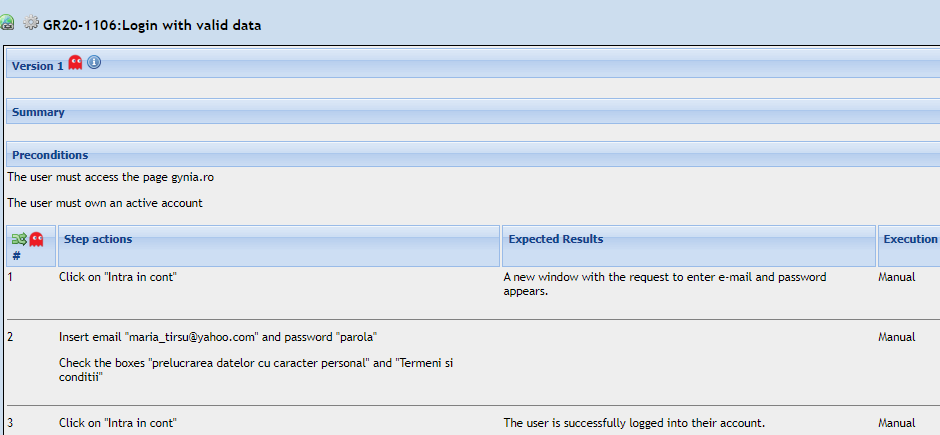 GR20-1106:Login with valid data
Version 1
Summary
Preconditions
The user must access the page gynia.ro
The user must own an active account
# Step actions Expected Results Execution
1 Click on "Intra in cont" A new window with the request to enter e-mail and password Manual
appears.
2 Insert email "maria_tirsu@yahoo.com" and password "parola" Manual
Check the boxes "prelucrarea datelor cu caracter personal" and "Termeni si
conditii"
3 Click on "Intra in cont" The user is successfully logged into their account. Manual